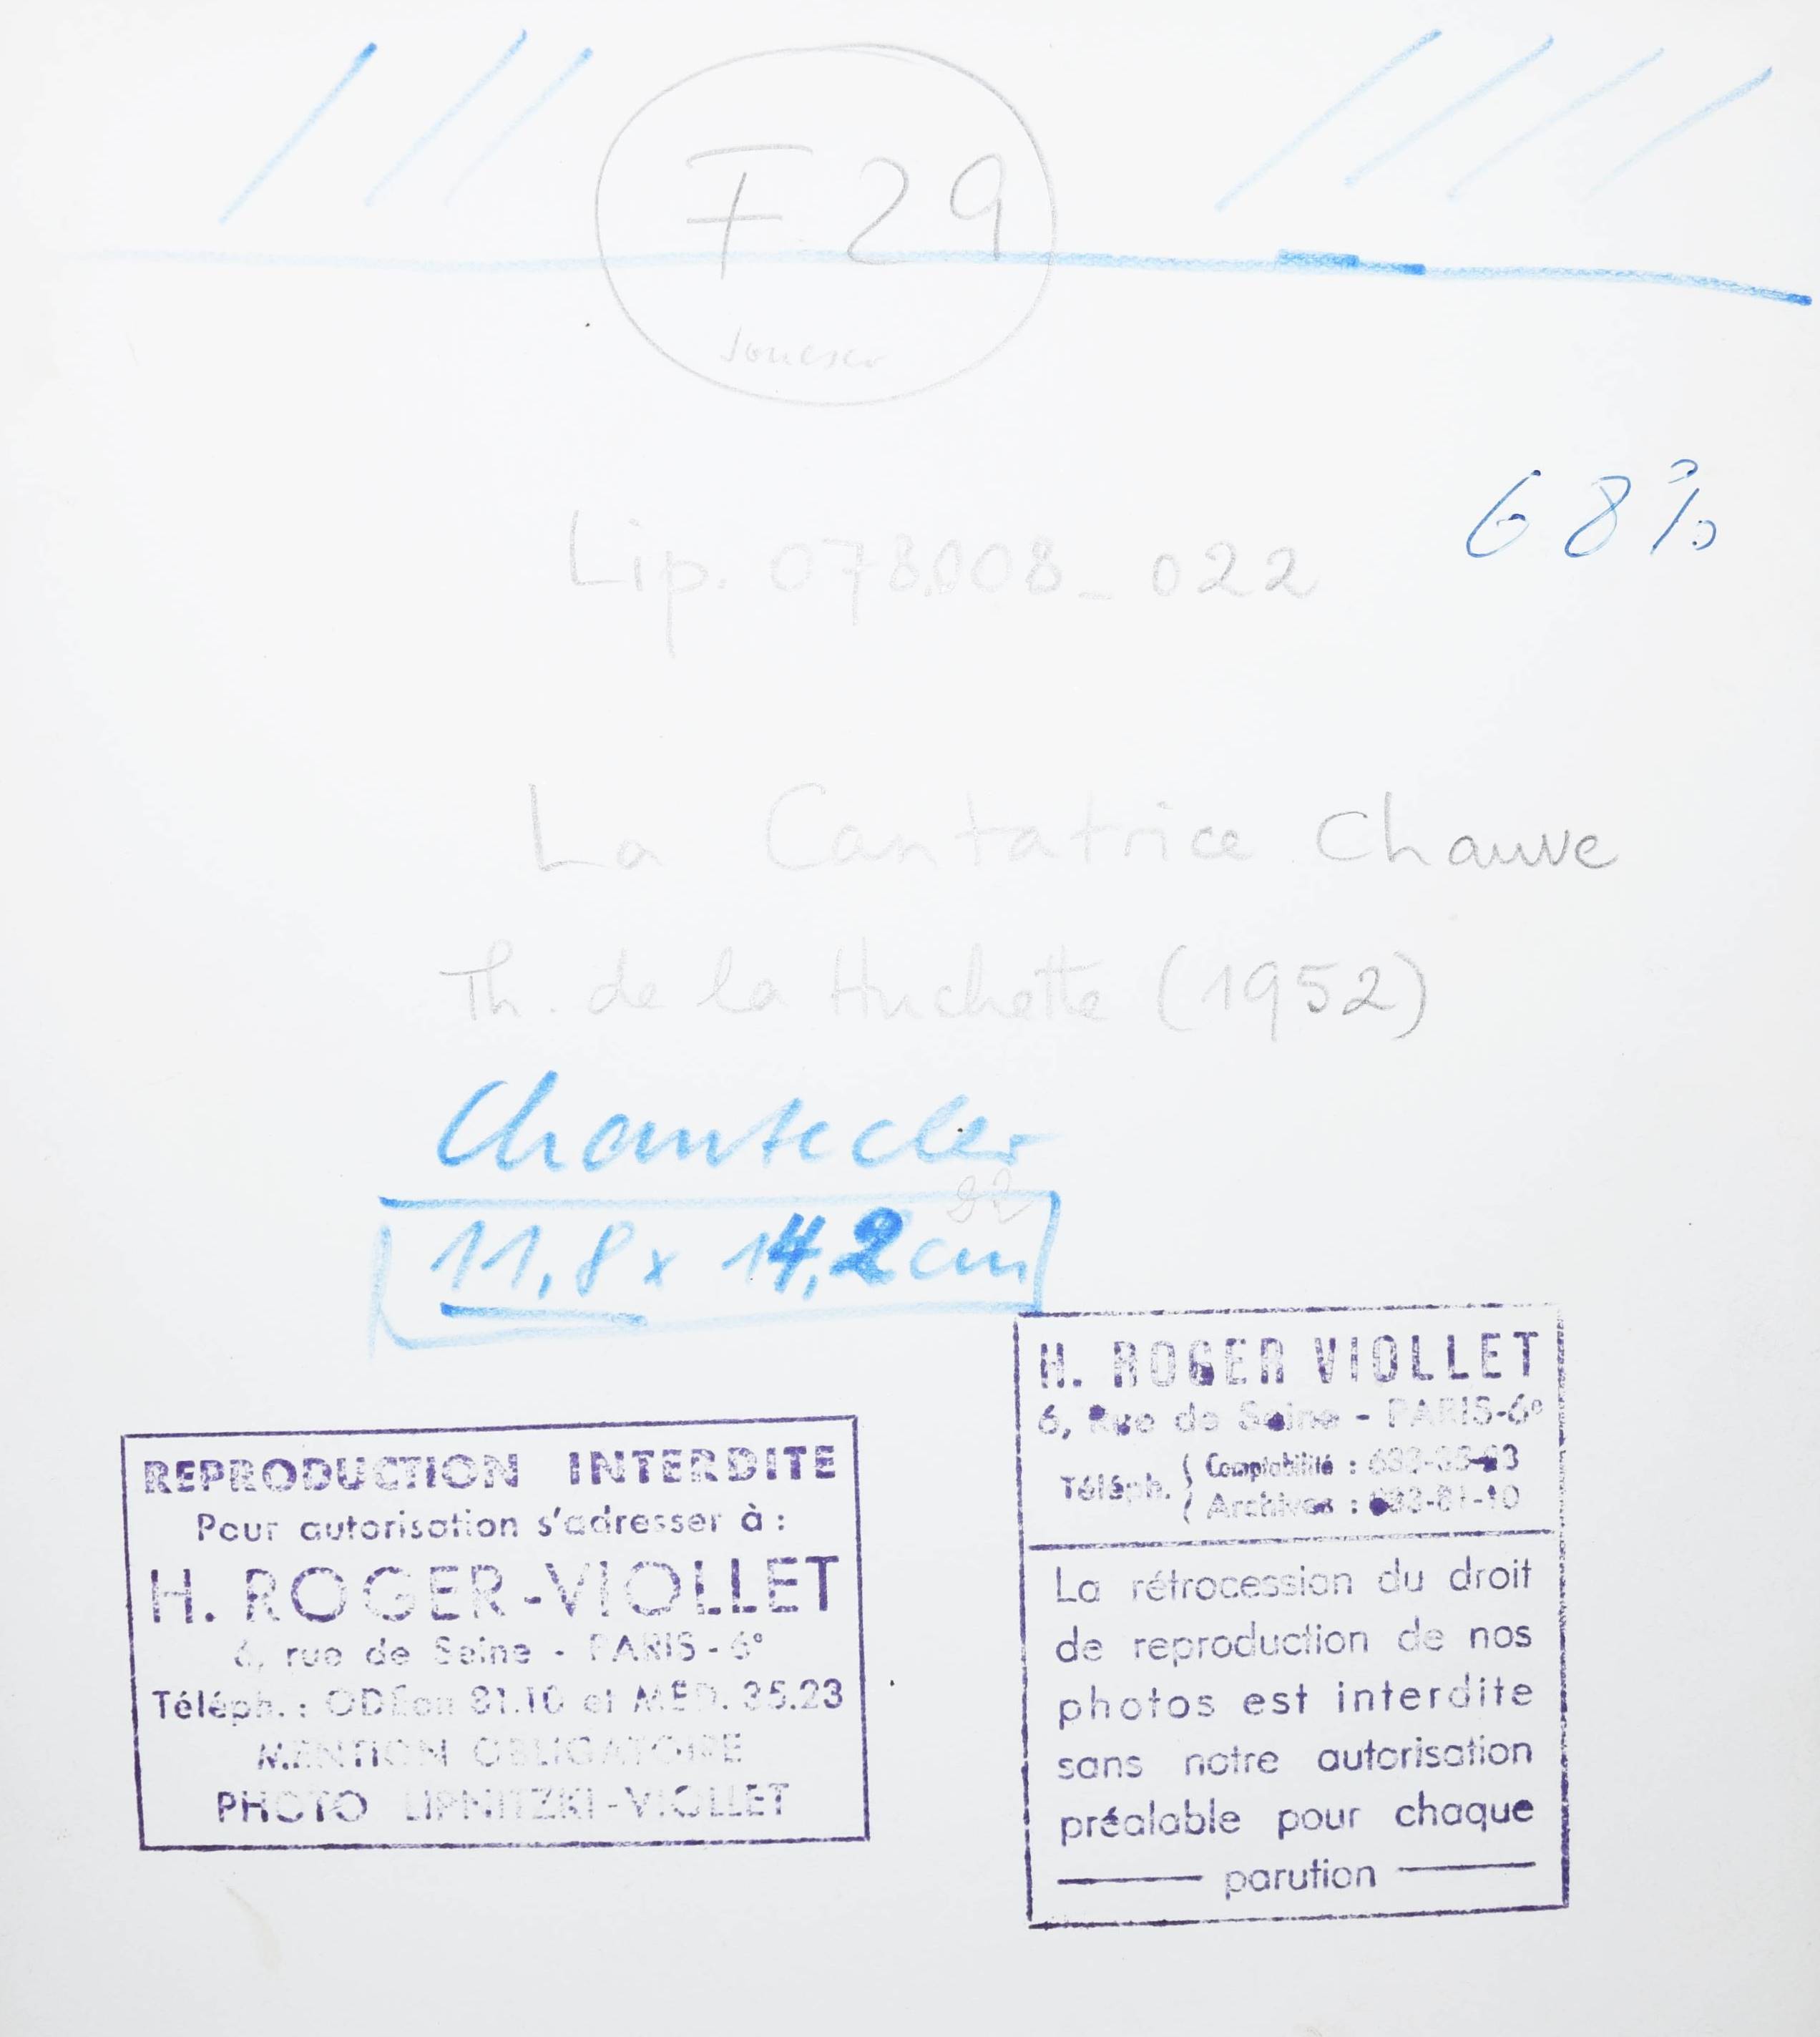 F 29
Ionesco
68%
Lip. 078008_022
La Cantatrice Chauve
Th. de la Huchette (1952)
Chantecler
92
11,8 x 14,2 cm
REPRODUCTION INTERDITE
Pour autorisation s'adresser à :
H. ROGER-VIOLLET
6, rue de Seine - PARIS - 6e
Téléph. : ODEon 81.10 et MED. 35.23
MENTION OBLIGATOIRE
PHOTO LIPNITZKI-VIOLLET
H. ROGER VIOLLET
6, Rue de Seine - PARIS-6e
Téléph. Comptabilité :
Archives :
La rétrocession du droit
de reproduction de nos
photos est interdite
sans notre autorisation
préalable pour chaque
parution